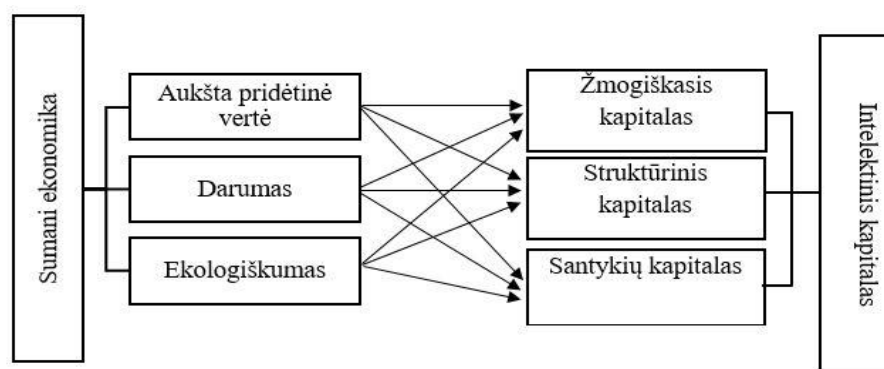 Sumani ekonomika
Aukšta pridėtinė
vertė
Darumas
Ekologiškumas
Žmogiškasis
kapitalas
Struktūrinis
kapitalas
Santykių kapitalas
Intelektinis kapitalas